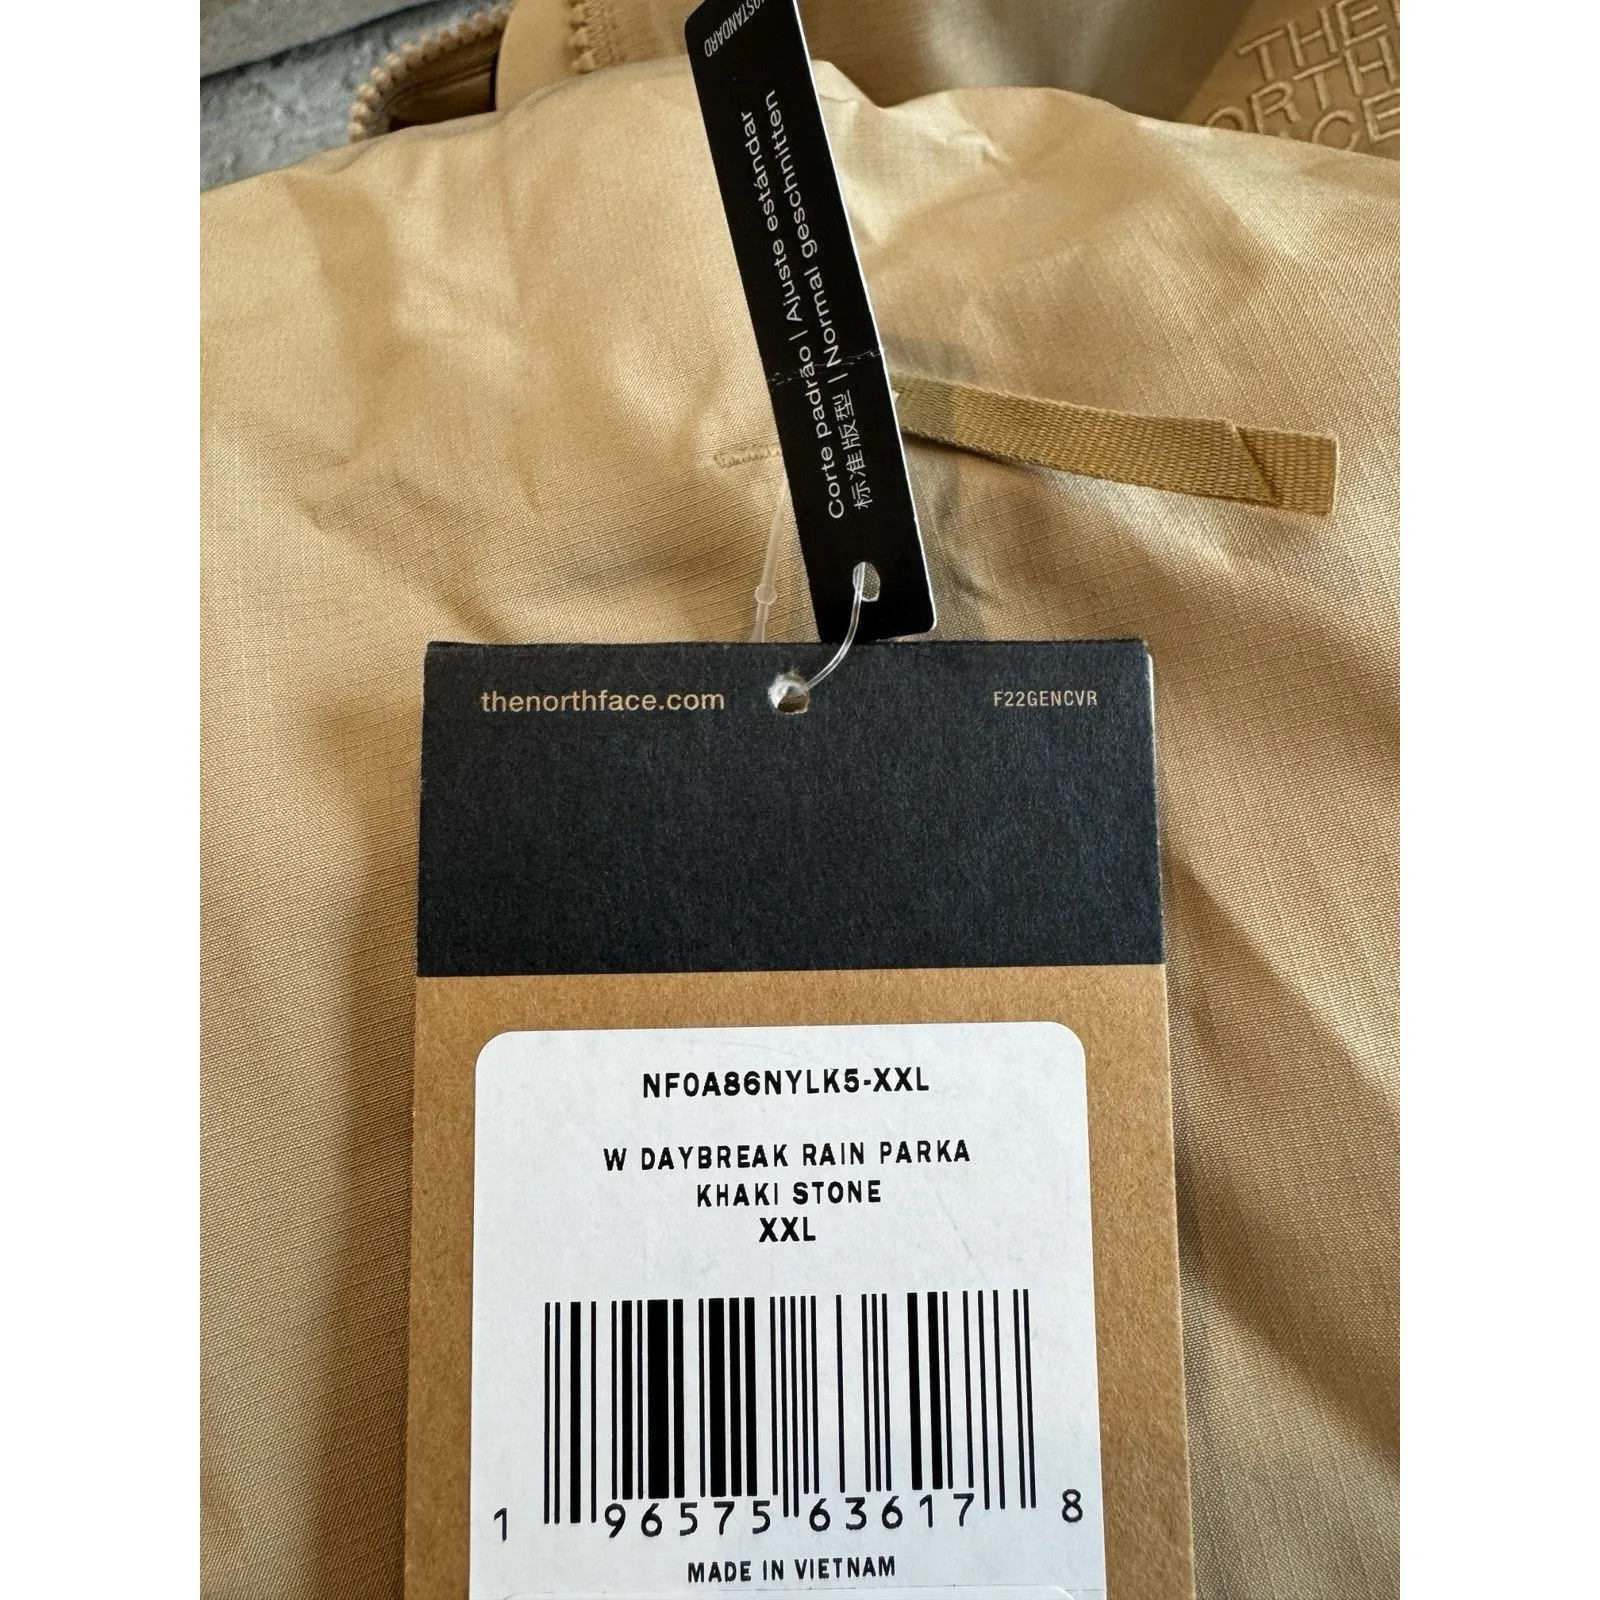 THE
NORTH
FACE
STANDARD
Corte padrão | Ajuste estándar
标准版型 | Normal geschnitten
thenorthface.com
F22GENCVR
NF0A86NYLK5-XXL
W DAYBREAK RAIN PARKA
KHAKI STONE
XXL
1 96575 63617 8
MADE IN VIETNAM